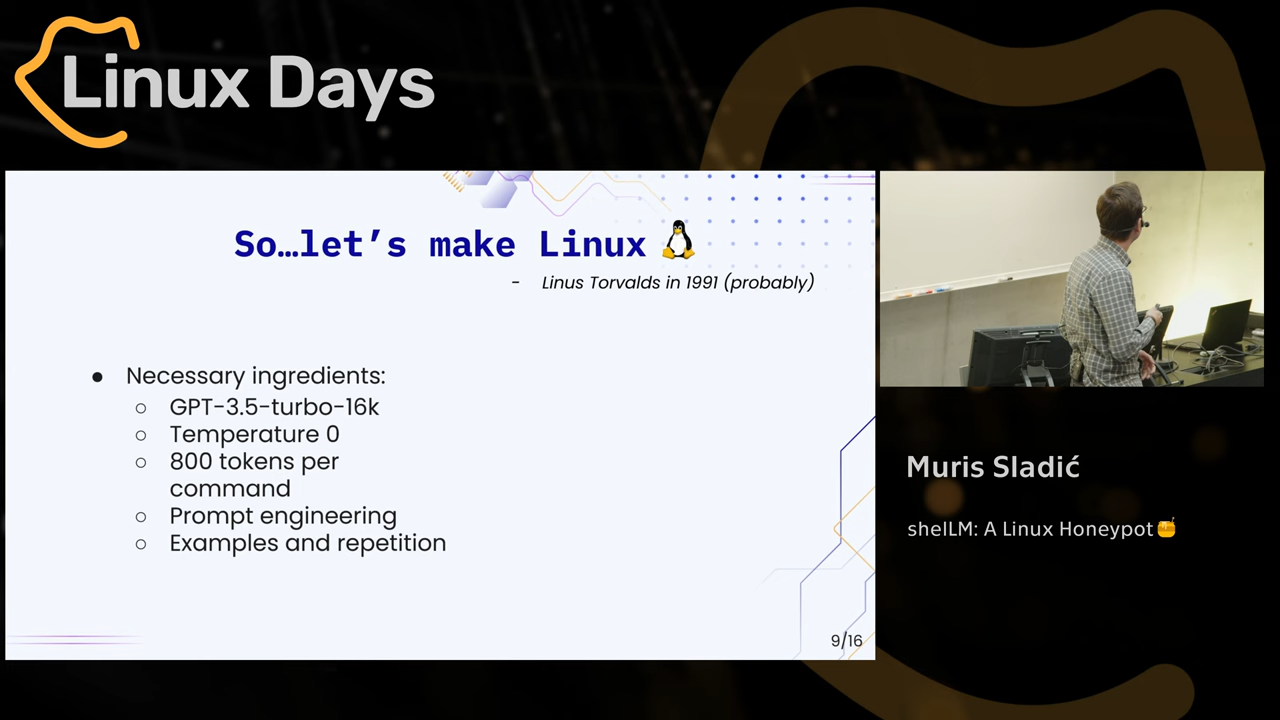 Linux Days
So…let’s make Linux 🐧
- Linus Torvalds in 1991 (probably)
● Necessary ingredients:
○ GPT-3.5-turbo-16k
○ Temperature 0
○ 800 tokens per
command
○ Prompt engineering
○ Examples and repetition
9/16
Muris Sladić
shelLM: A Linux Honeypot🍯